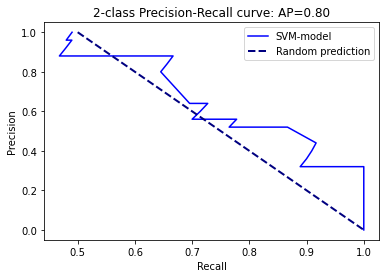 2-class Precision-Recall curve: AP=0.80
SVM-model
Random prediction
Precision
1.0
0.8
0.6
0.4
0.2
0.0
0.5
0.6
0.7
0.8
0.9
1.0
Recall